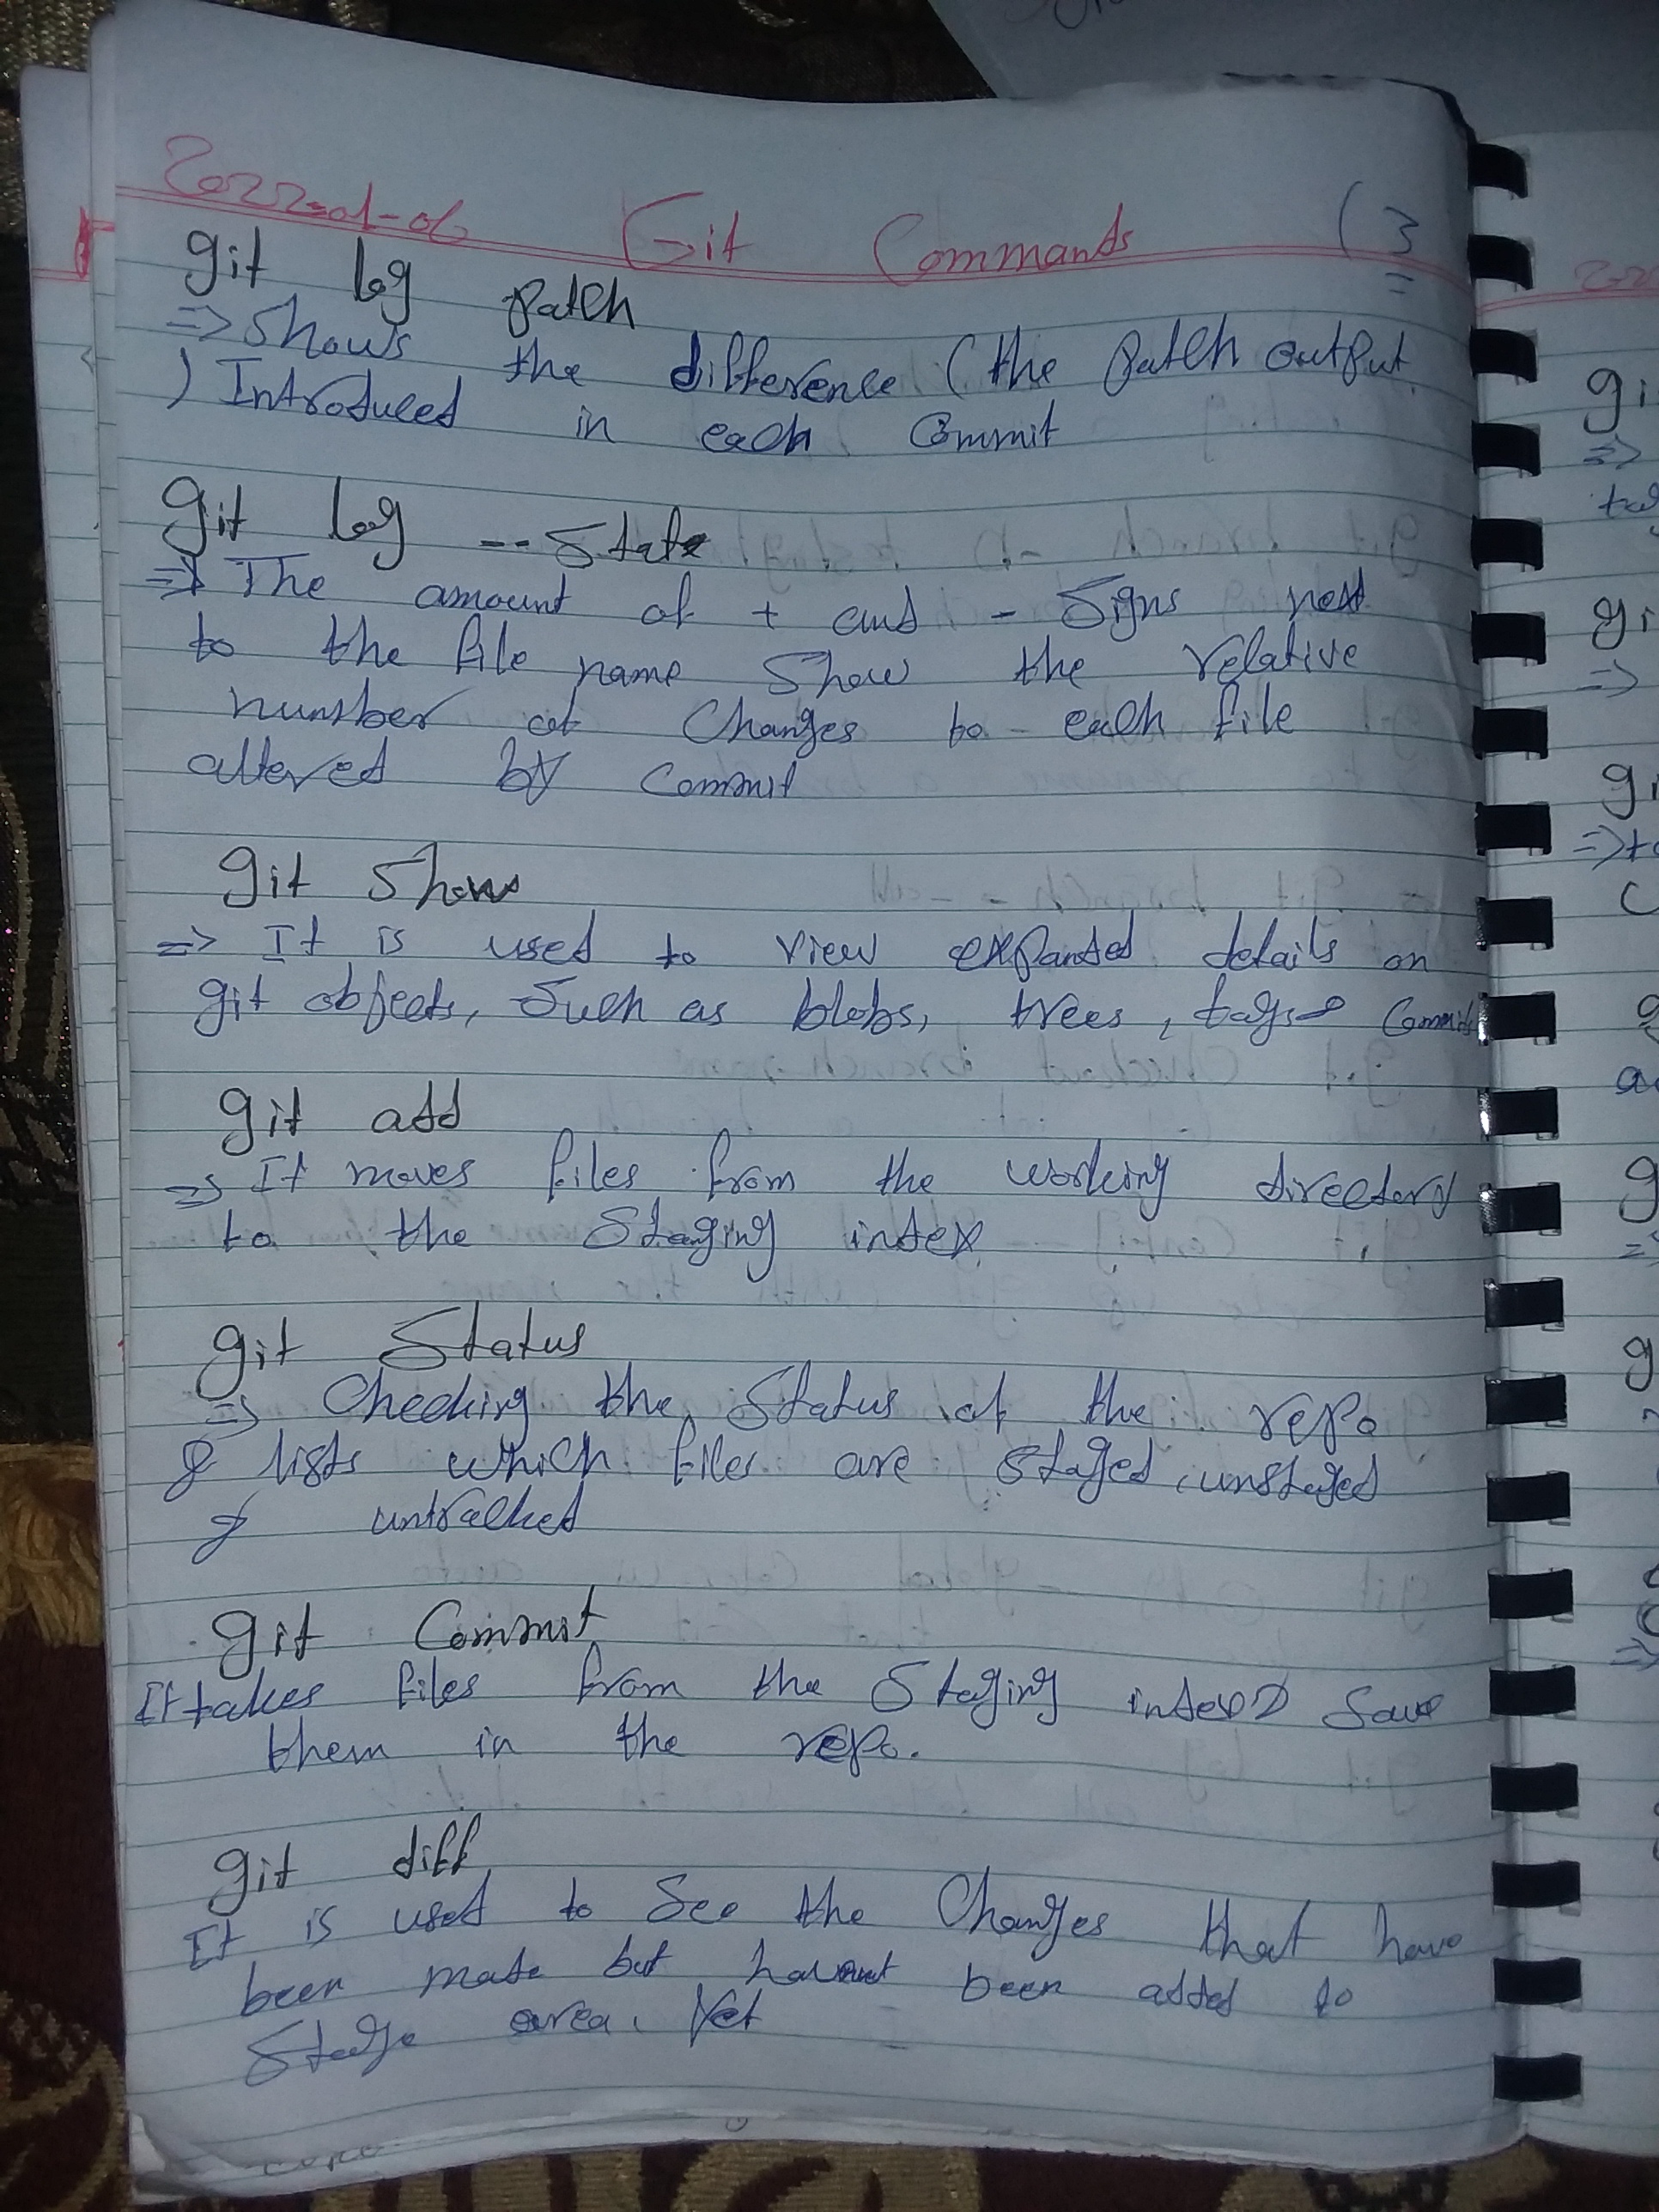 2022-01-06 Git Commands (3
git log patch
=> Shows the difference (the patch output
) Introduced in each commit
git log --stat
=> The amount of + and - signs next
to the file name show the relative
number of changes to each file
altered by commit
git show
=> It is used to view expanded details on
git objects, such as blobs, trees, tags & commits
git add
=> It moves files from the working directory
to the staging index
git status
=> Checking the status of the repo
& lists which files are staged, unstaged
& untracked
git commit
It takes files from the staging index & save
them in the repo.
git diff
It is used to see the changes that have
been made but havent been added to
stage area. Yet